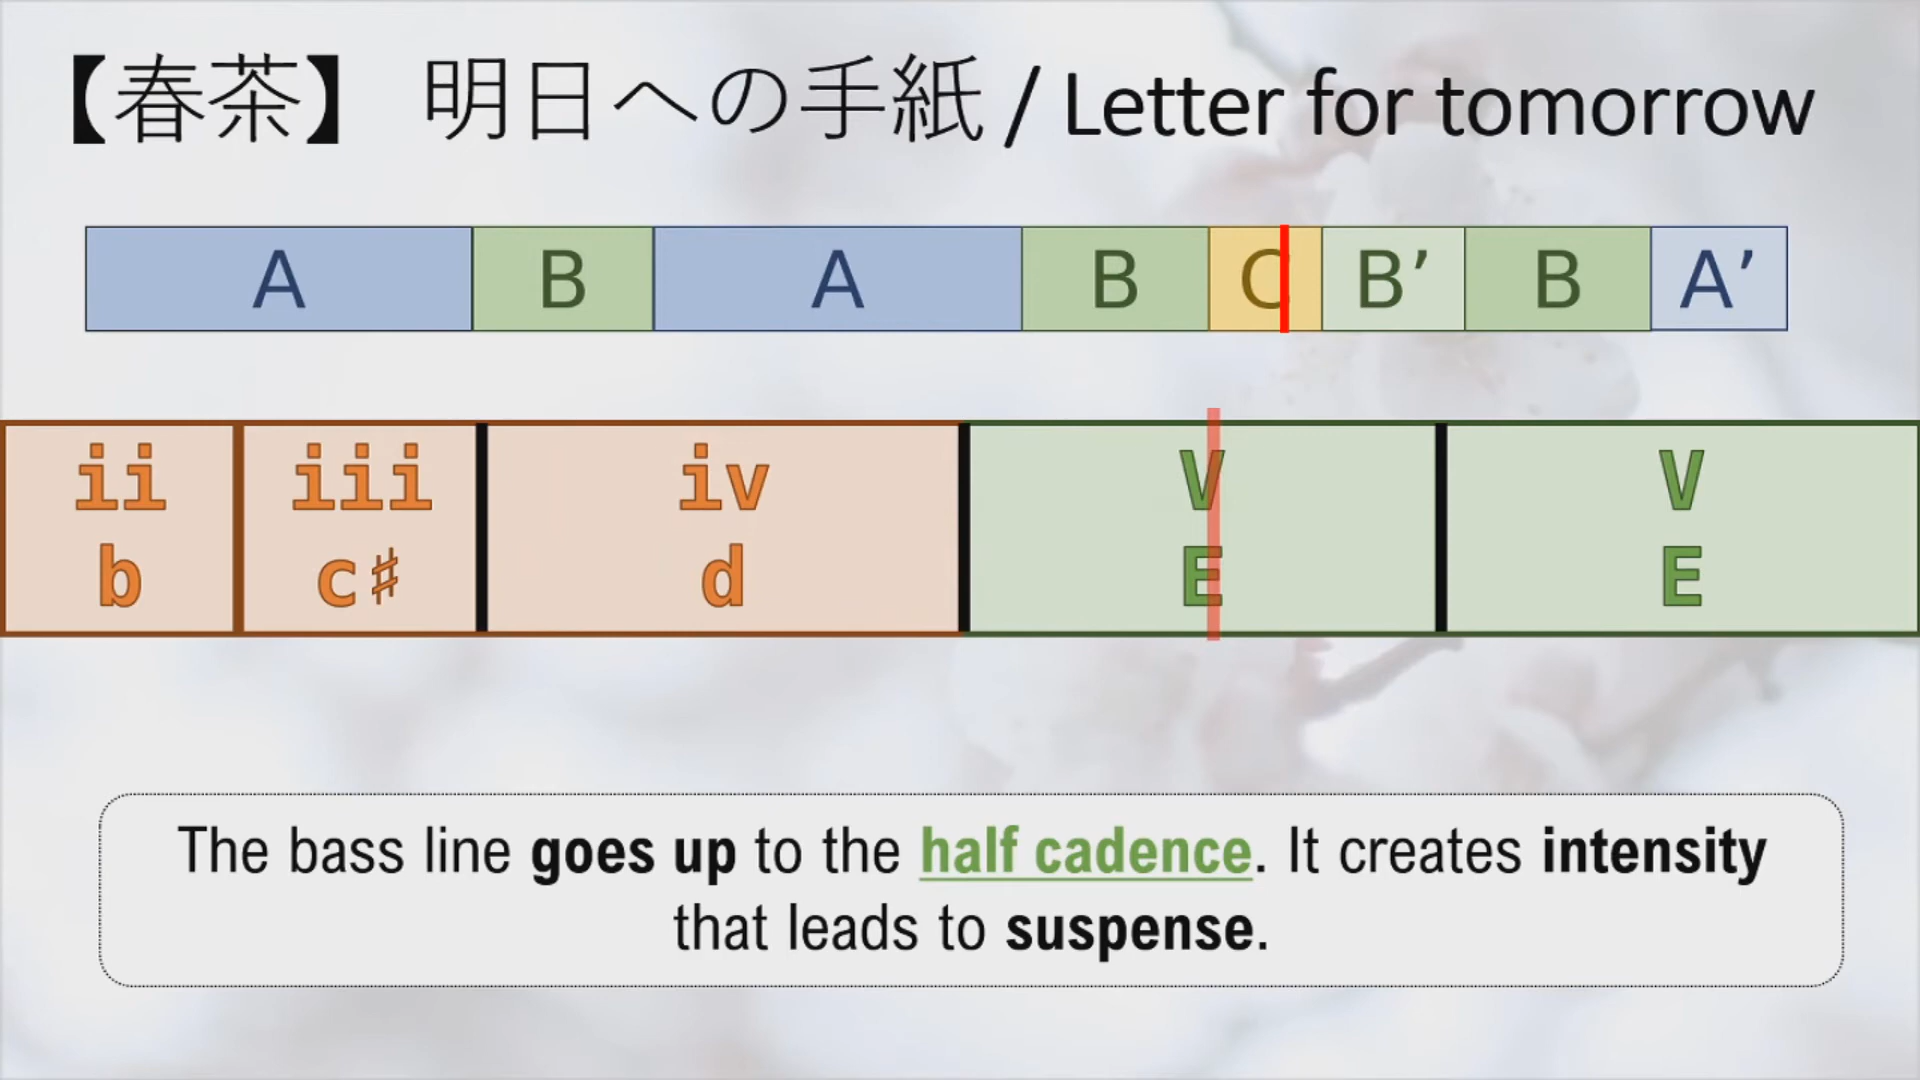 【春茶】 明日への手紙 / Letter for tomorrow
A B A B C B’ B A’
ii iii iv V V
b c♯ d E E
The bass line goes up to the half cadence. It creates intensity
that leads to suspense.